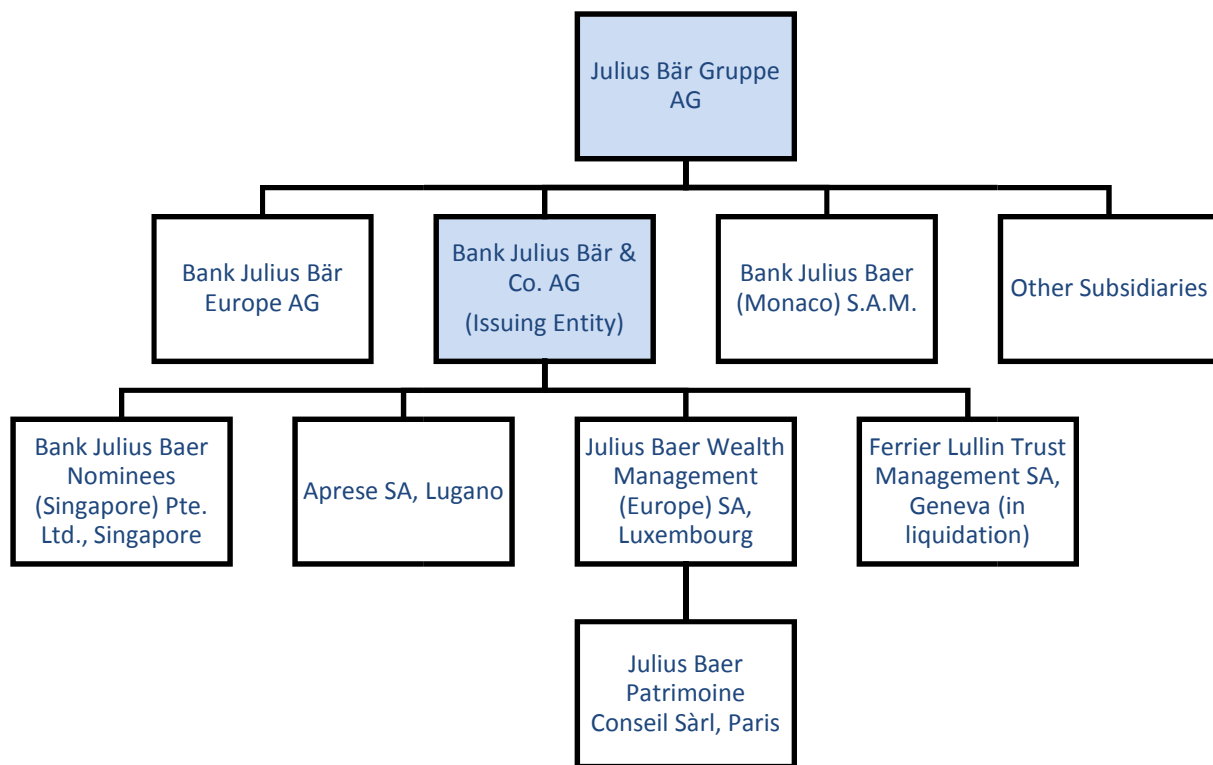 Julius Bär Gruppe
AG
Bank Julius Bär
Europe AG
Bank Julius Bär &
Co. AG
(Issuing Entity)
Bank Julius Baer
(Monaco) S.A.M.
Other Subsidiaries
Bank Julius Baer
Nominees
(Singapore) Pte.
Ltd., Singapore
Aprese SA, Lugano
Julius Baer Wealth
Management
(Europe) SA,
Luxembourg
Ferrier Lullin Trust
Management SA,
Geneva (in
liquidation)
Julius Baer
Patrimoine
Conseil Sàrl, Paris